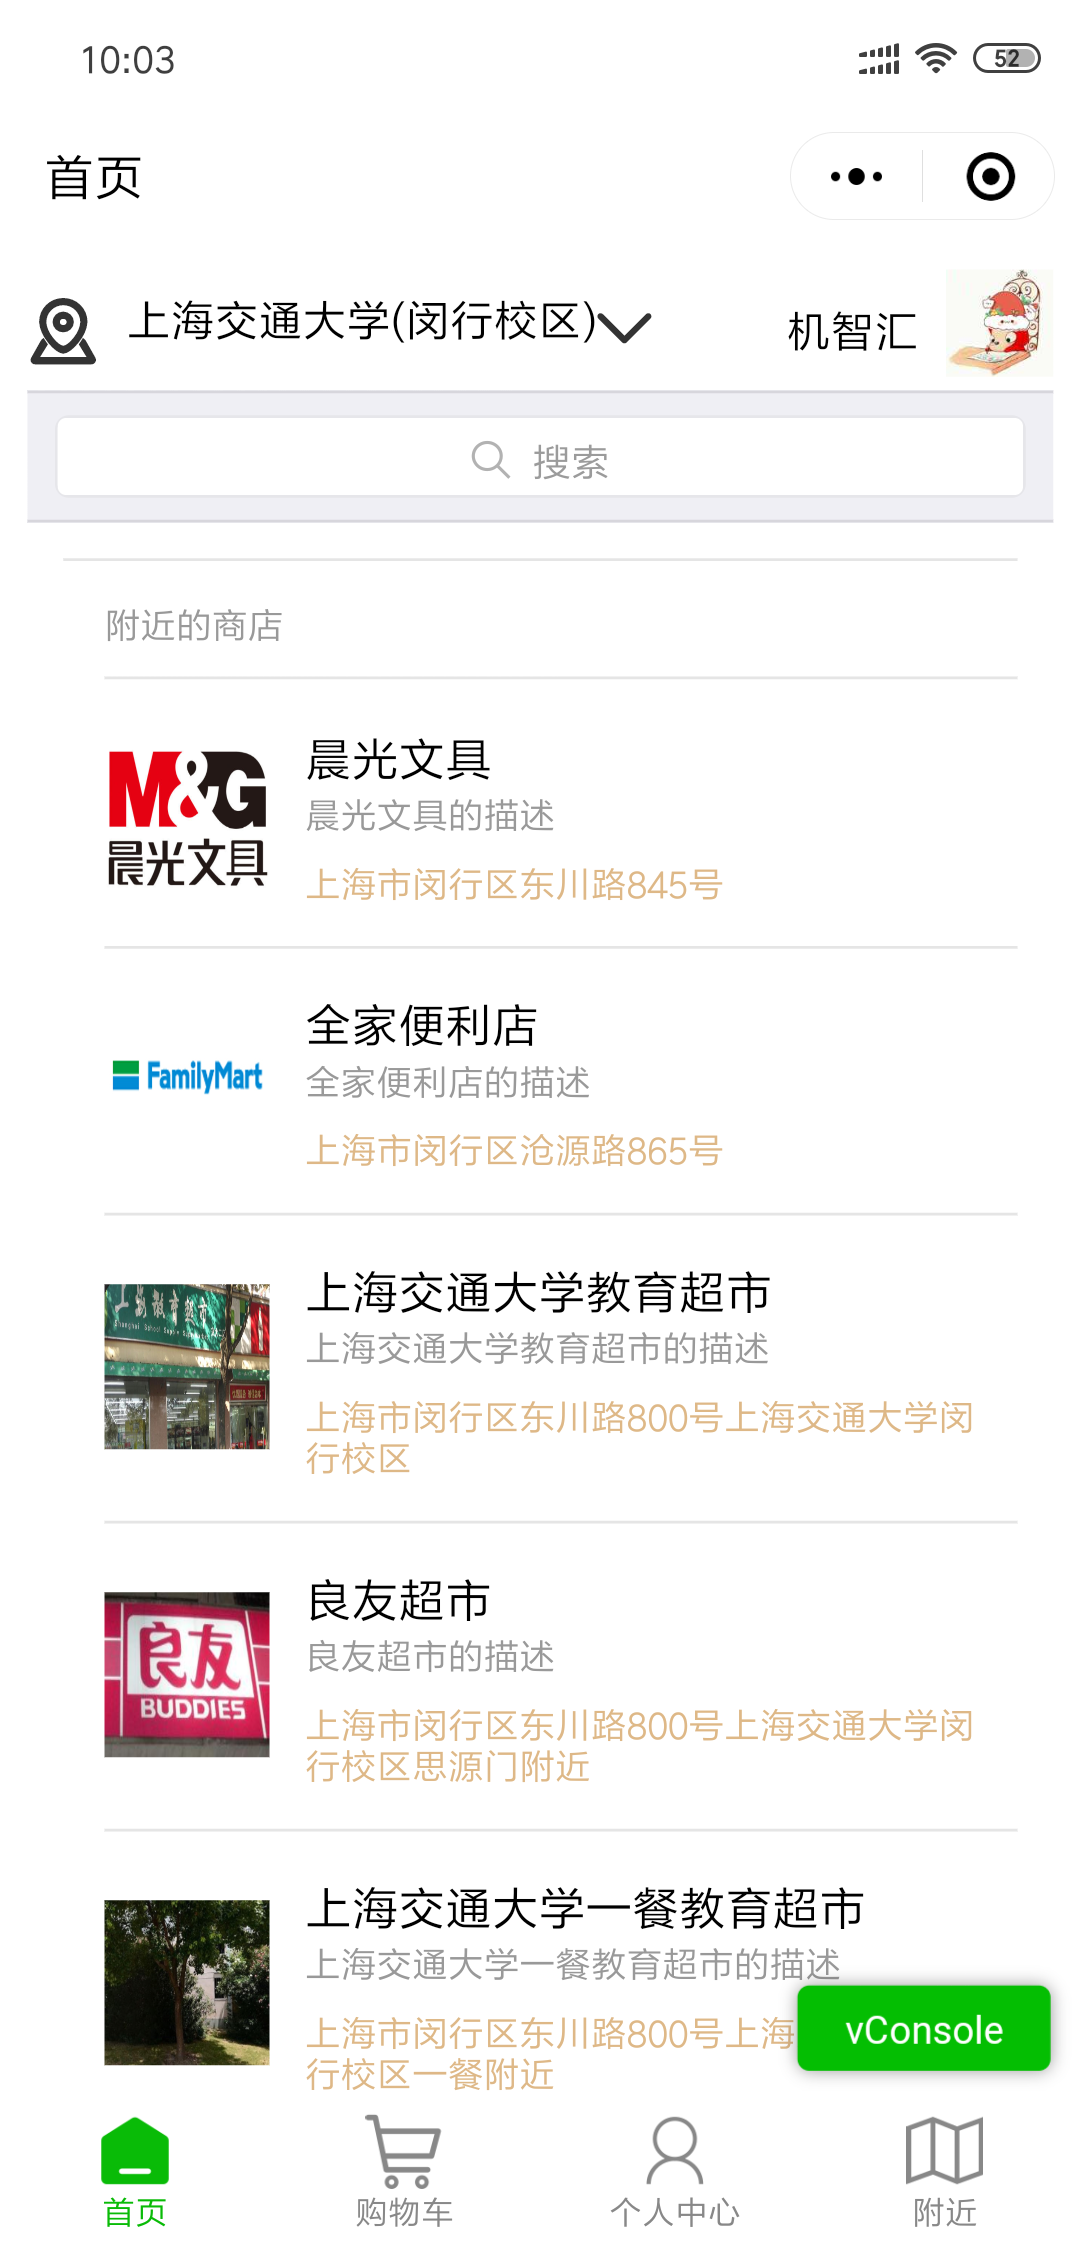 10:03
52
首页
上海交通大学(闵行校区)
机智汇
搜索
附近的商店
M&G
晨光文具
晨光文具
晨光文具的描述
上海市闵行区东川路845号
FamilyMart
全家便利店
全家便利店的描述
上海市闵行区沧源路865号
上海教育超市
上海交通大学教育超市
上海交通大学教育超市的描述
上海市闵行区东川路800号上海交通大学闵
行校区
良友
BUDDIES
良友超市
良友超市的描述
上海市闵行区东川路800号上海交通大学闵
行校区思源门附近
上海交通大学一餐教育超市
上海交通大学一餐教育超市的描述
上海市闵行区东川路800号上海
行校区一餐附近
vConsole
首页
购物车
个人中心
附近